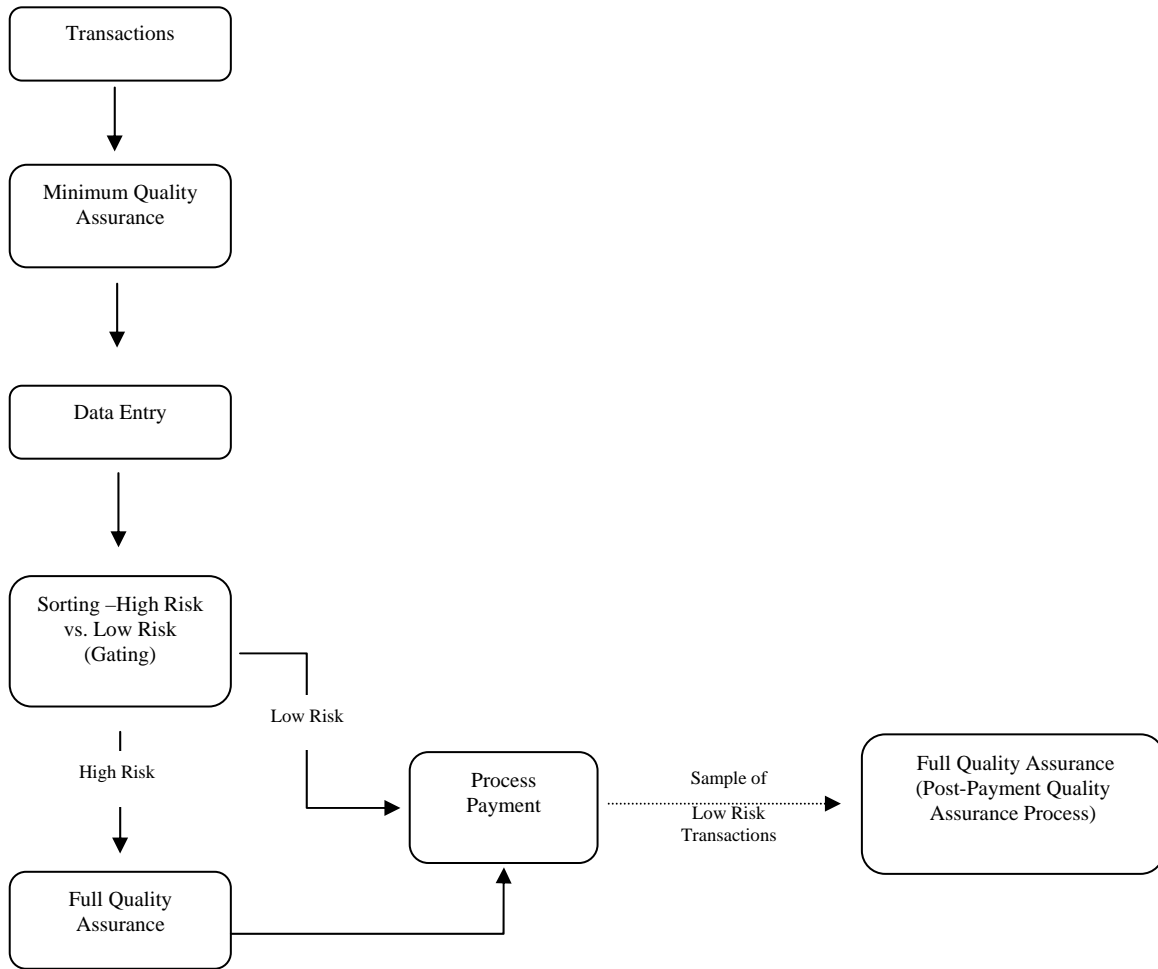 Transactions
Minimum Quality
Assurance
Data Entry
Sorting –High Risk
vs. Low Risk
(Gating)
Low Risk
High Risk
Process
Payment
Sample of
Low Risk
Transactions
Full Quality Assurance
(Post-Payment Quality
Assurance Process)
Full Quality
Assurance